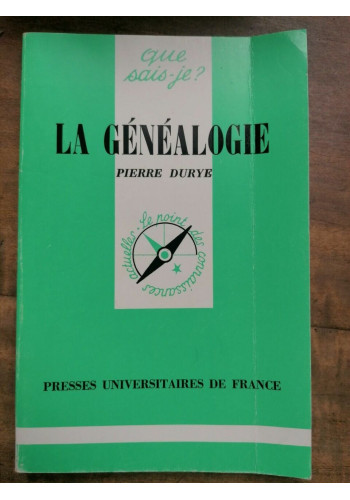 que
sais-je?
LA GÉNÉALOGIE
PIERRE DURYE
Le point des connaissances actuelles
PRESSES UNIVERSITAIRES DE FRANCE